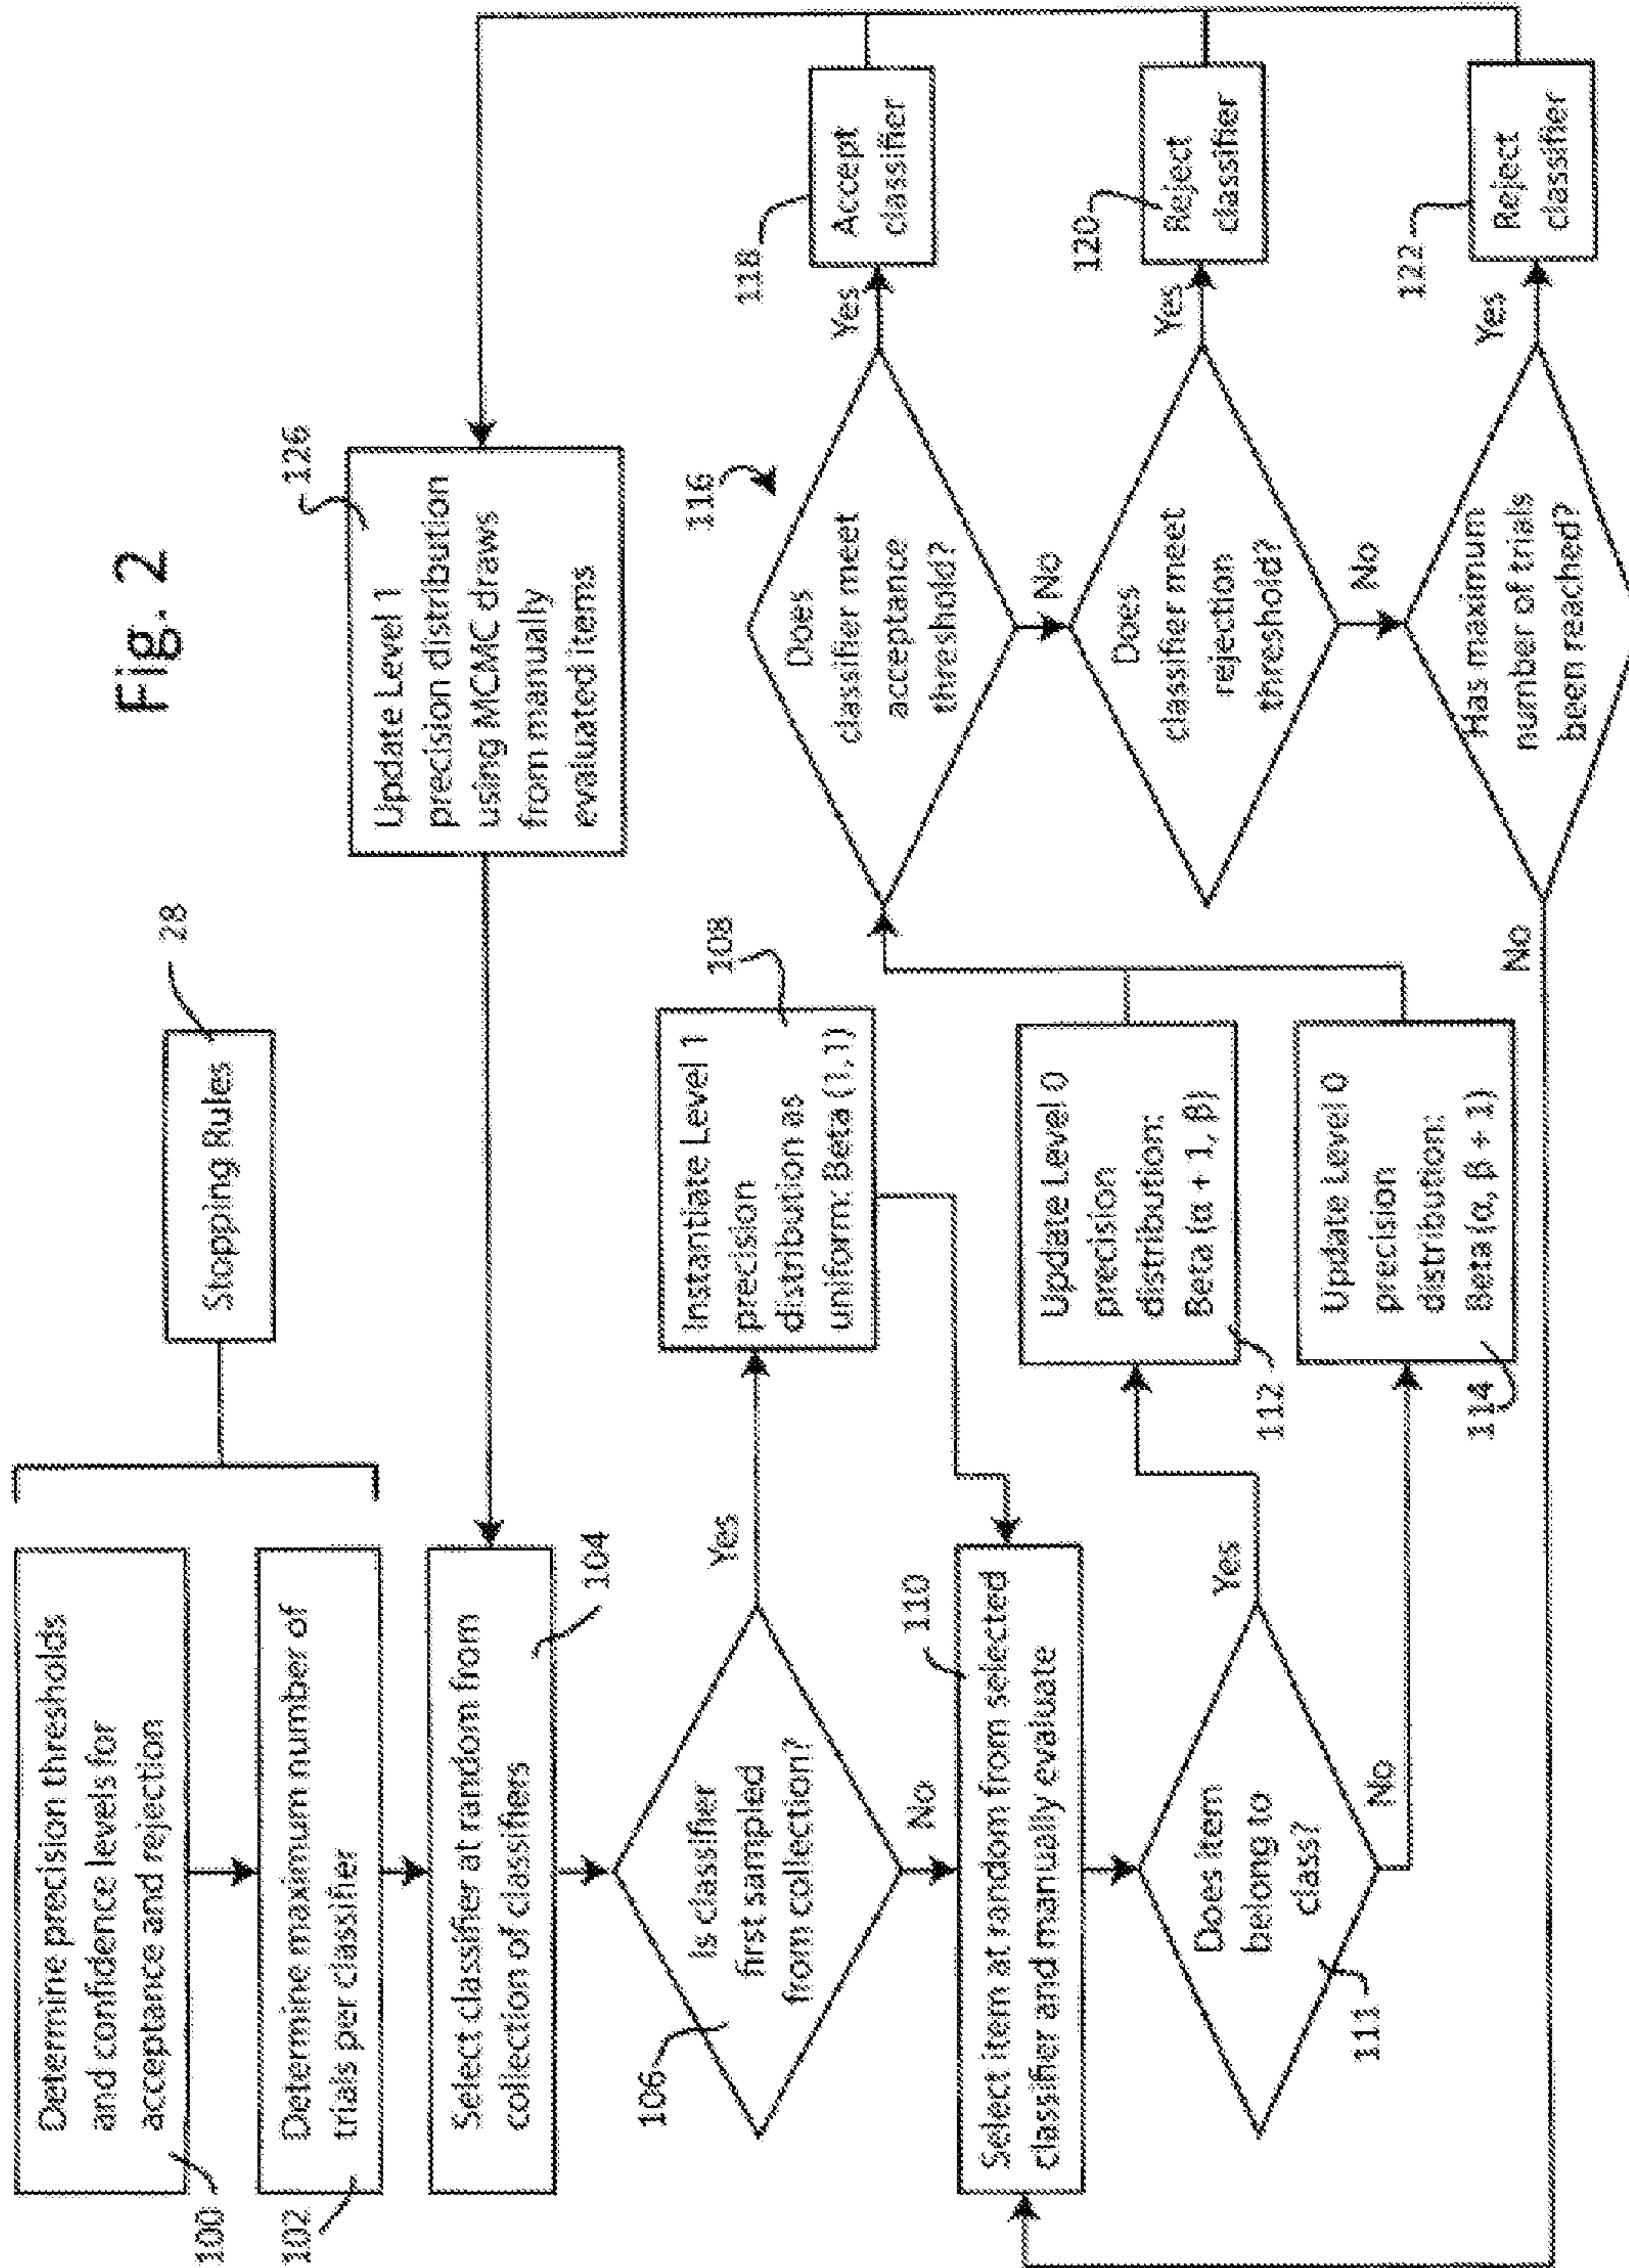 Fig. 2
Determine precision thresholds
and confidence levels for
acceptance and rejection
100
Stopping Rules
28
Determine maximum number of
trials per classifier
102
Select classifier at random from
collection of classifiers
104
Update Level 1
precision distribution
using MCMC draws
from manually
evaluated items
126
Is classifier
first sampled
from collection?
106
Yes
No
Instantiate Level 1
precision
distribution as
uniform: Beta (1,1)
108
Select item at random from selected
classifier and manually evaluate
110
Does item
belong to
class?
111
Yes
No
Update Level 0
precision
distribution:
Beta (α + 1, β)
112
Update Level 0
precision
distribution:
Beta (α, β + 1)
114
116
Does
classifier meet
acceptance
threshold?
Yes
No
Accept
classifier
118
Does
classifier meet
rejection
threshold?
Yes
No
Reject
classifier
120
Has maximum
number of trials
been reached?
Yes
No
Reject
classifier
122